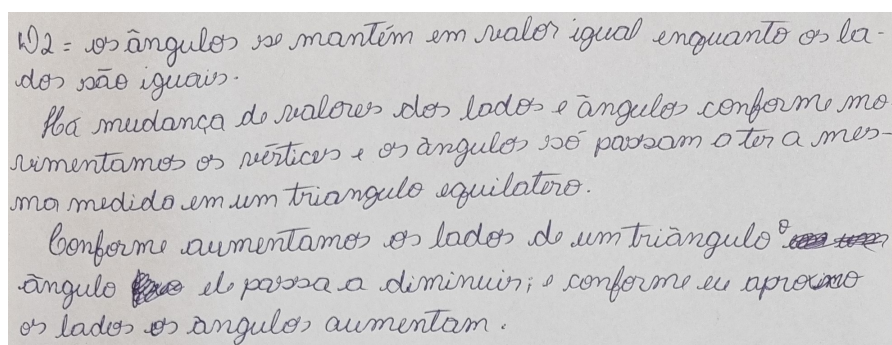 W2 = os ângulos se mantém em valor igual enquanto os la-
dos são iguais.
Há mudança de valores dos lados e ângulos conforme mo
vimentamos os vértices e os ângulos só passam a ter a mes-
ma medida em um triangulo equilatero.
Conforme aumentamos os lados de um triângulo o
ângulo ele passa a diminuir; e conforme eu aproximo
os lados os angulos aumentam.